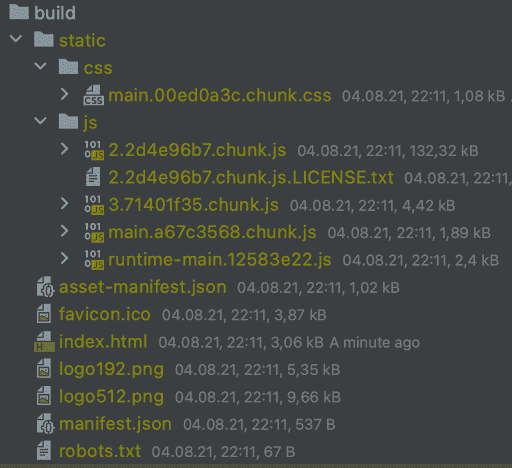 build
static
css
main.00ed0a3c.chunk.css 04.08.21, 22:11, 1,08 kB .
js
2.2d4e96b7.chunk.js 04.08.21, 22:11, 132,32 kB
2.2d4e96b7.chunk.js.LICENSE.txt 04.08.21, 22:11,
3.71401f35.chunk.js 04.08.21, 22:11, 4,42 kB
main.a67c3568.chunk.js 04.08.21, 22:11, 1,89 kB
runtime-main.12583e22.js 04.08.21, 22:11, 2,4 kB
asset-manifest.json 04.08.21, 22:11, 1,02 kB
favicon.ico 04.08.21, 22:11, 3,87 kB
index.html 04.08.21, 22:11, 3,06 kB A minute ago
logo192.png 04.08.21, 22:11, 5,35 kB
logo512.png 04.08.21, 22:11, 9,66 kB
manifest.json 04.08.21, 22:11, 537 B
robots.txt 04.08.21, 22:11, 67 B